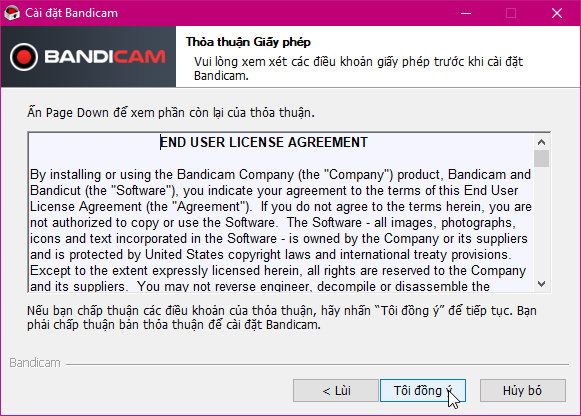 Cài đặt Bandicam
BANDICAM
Thỏa thuận Giấy phép
Vui lòng xem xét các điều khoản giấy phép trước khi cài đặt
Bandicam.
Ấn Page Down để xem phần còn lại của thỏa thuận.
END USER LICENSE AGREEMENT
By installing or using the Bandicam Company (the "Company") product, Bandicam and
Bandicut (the "Software"), you indicate your agreement to the terms of this End User
License Agreement (the "Agreement").  If you do not agree to the terms herein, you are
not authorized to copy or use the Software.  The Software - all images, photographs,
icons and text incorporated in the Software - is owned by the Company or its suppliers
and is protected by United States copyright laws and international treaty provisions.
Except to the extent expressly licensed herein, all rights are reserved to the Company
and its suppliers.  You may not reverse engineer, decompile or disassemble the
Nếu bạn chấp thuận các điều khoản của thỏa thuận, hãy nhấn “Tôi đồng ý” để tiếp tục. Bạn
phải chấp thuận bản thỏa thuận để cài đặt Bandicam.
Bandicam
< Lùi
Tôi đồng ý
Hủy bỏ